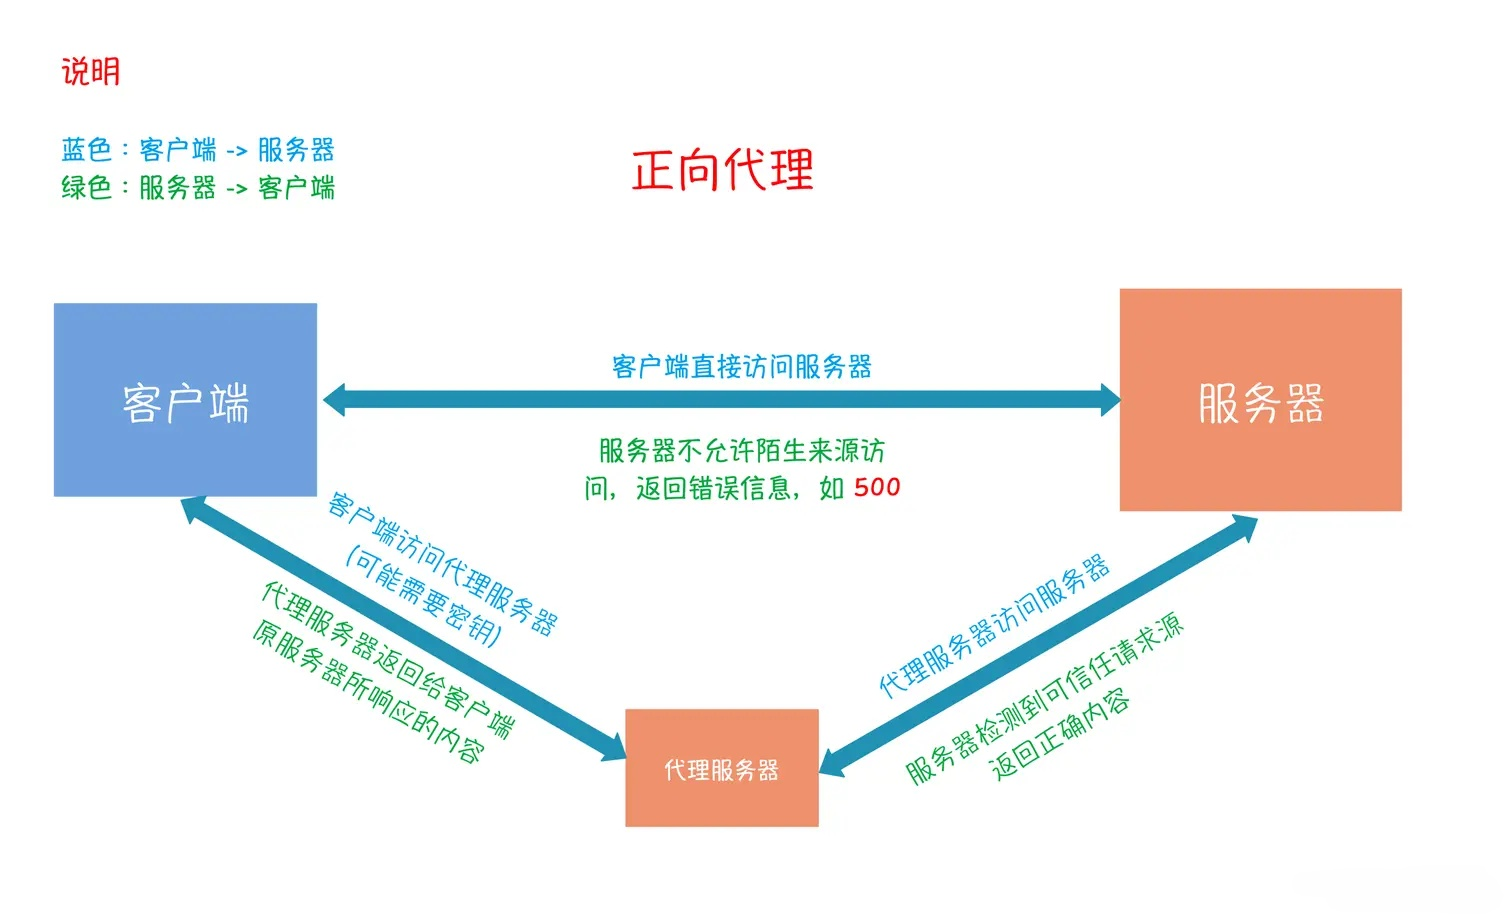 说明
蓝色：客户端 -> 服务器
绿色：服务器 -> 客户端
正向代理
客户端
客户端直接访问服务器
服务器
服务器不允许陌生来源访
问，返回错误信息，如 500
客户端访问代理服务器
(可能需要密钥)
代理服务器返回给客户端
原服务器所响应的内容
代理服务器访问服务器
服务器检测到可信任请求源
返回正确内容
代理服务器